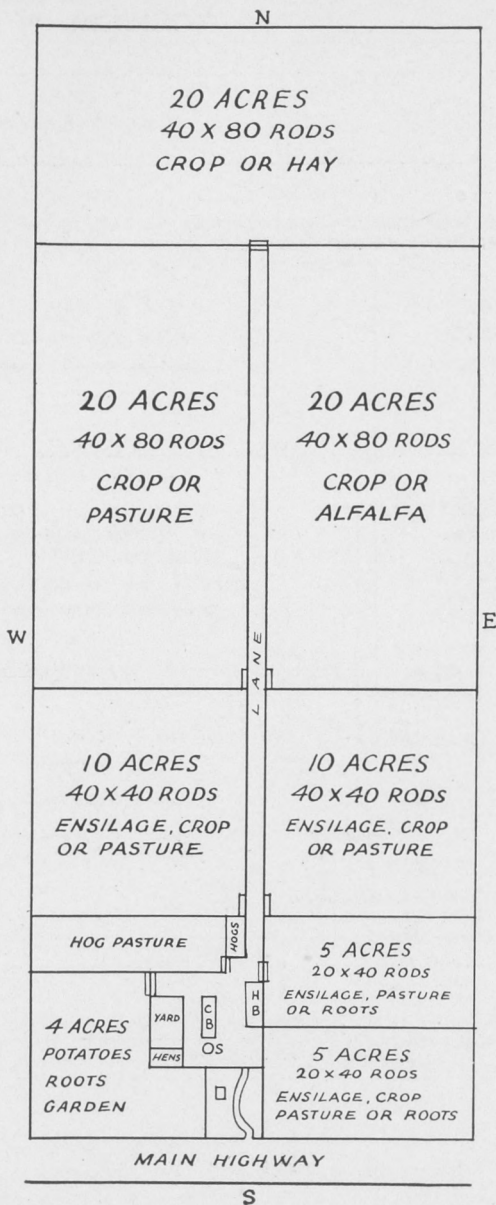 N
20 ACRES
40 X 80 RODS
CROP OR HAY
20 ACRES
40 X 80 RODS
CROP OR
PASTURE
20 ACRES
40 X 80 RODS
CROP OR
ALFALFA
W
E
LANE
10 ACRES
40 X 40 RODS
ENSILAGE, CROP
OR PASTURE
10 ACRES
40 X 40 RODS
ENSILAGE, CROP
OR PASTURE
HOG PASTURE
HOGS
5 ACRES
20 X 40 RODS
ENSILAGE, PASTURE
OR ROOTS
4 ACRES
POTATOES
ROOTS
GARDEN
YARD
HENS
C
B
OS
H
B
5 ACRES
20 X 40 RODS
ENSILAGE, CROP
PASTURE OR ROOTS
MAIN HIGHWAY
S